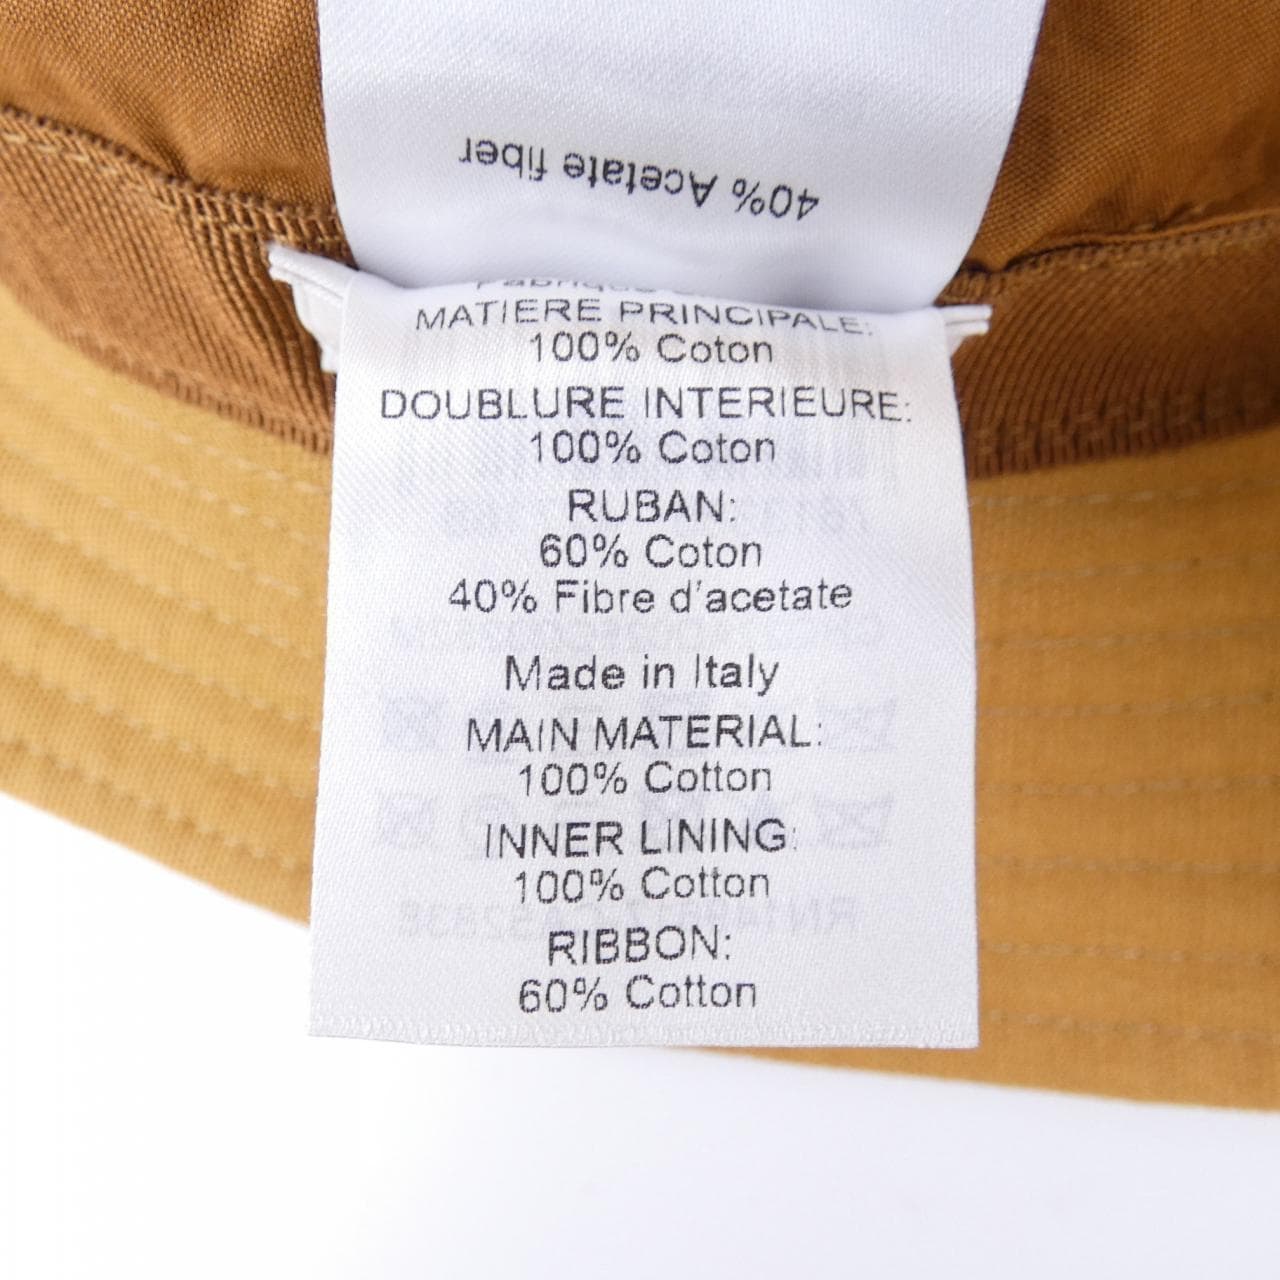 40% Acetate fiber
MATIERE PRINCIPALE:
100% Coton
DOUBLURE INTERIEURE:
100% Coton
RUBAN:
60% Coton
40% Fibre d'acetate
Made in Italy
MAIN MATERIAL:
100% Cotton
INNER LINING:
100% Cotton
RIBBON:
60% Cotton